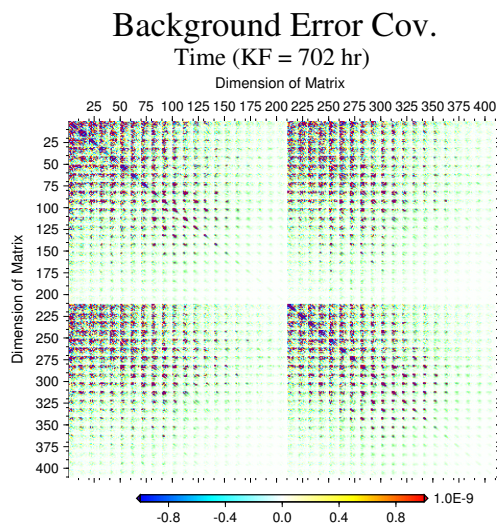 Background Error Cov.
Time (KF = 702 hr)
Dimension of Matrix
25 50 75 100 125 150 175 200 225 250 275 300 325 350 375 400
Dimension of Matrix
25
50
75
100
125
150
175
200
225
250
275
300
325
350
375
400
-0.8 -0.4 0.0 0.4 0.8 1.0E-9